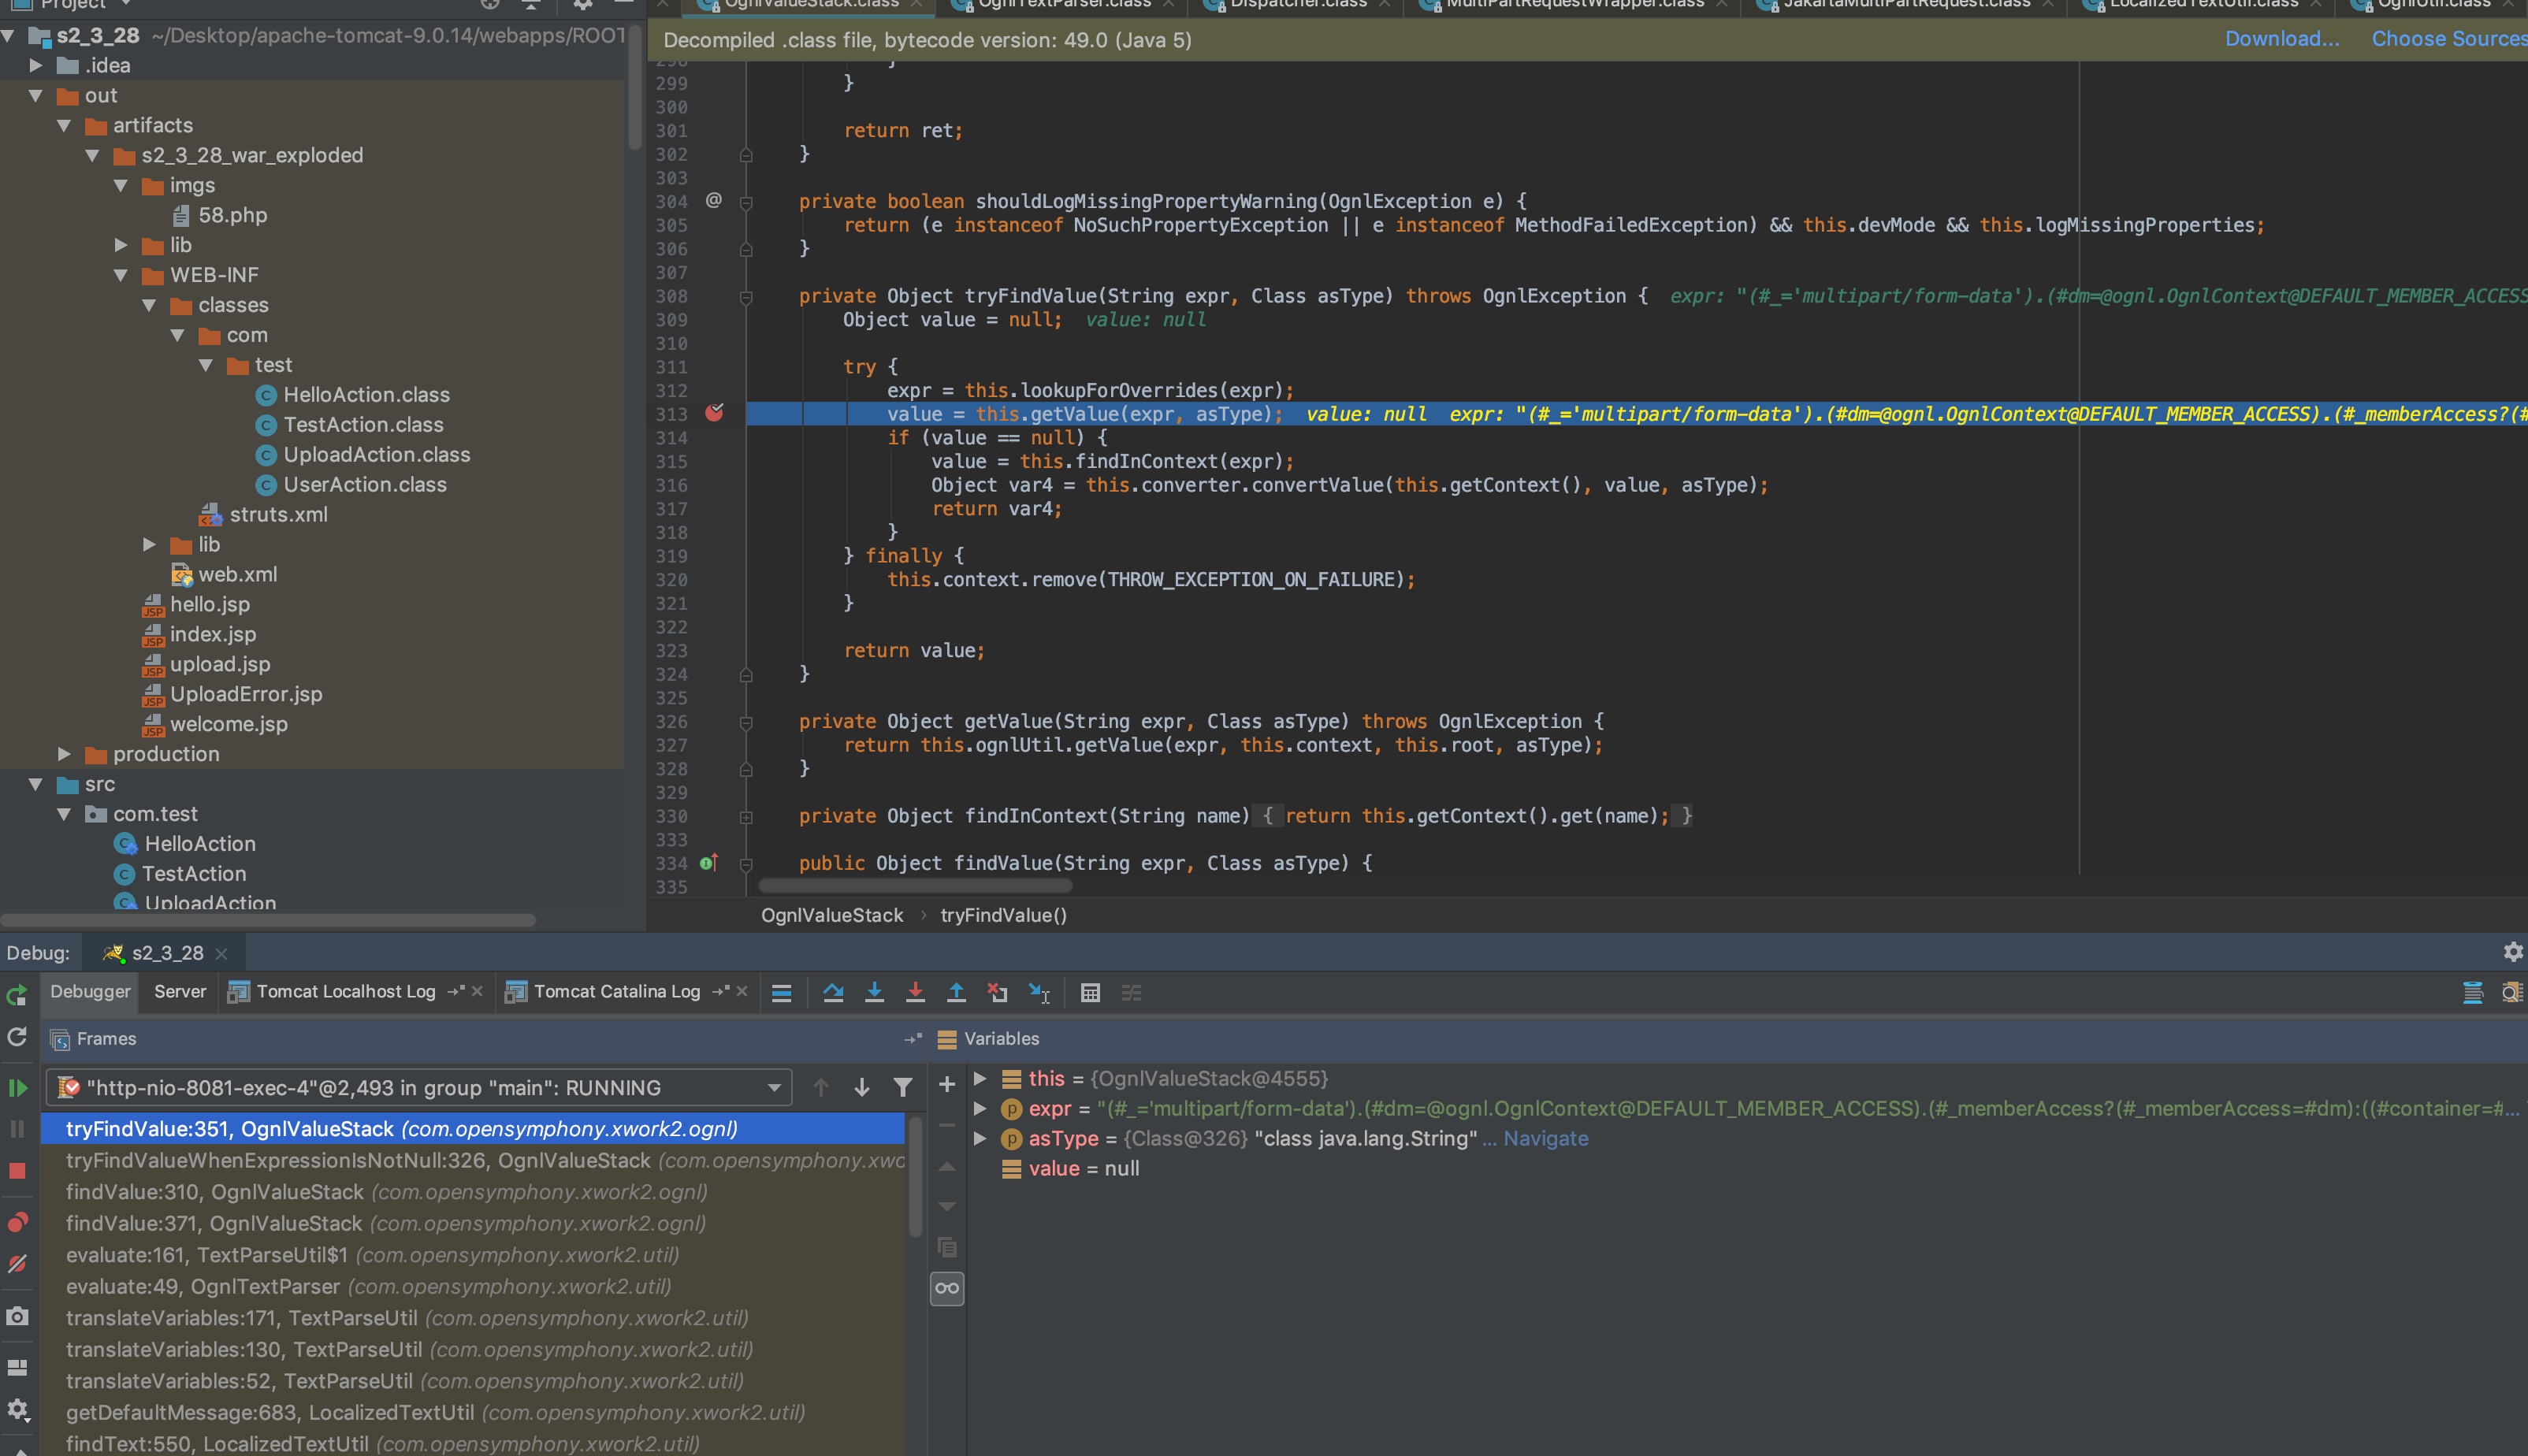 Project
s2_3_28 ~/Desktop/apache-tomcat-9.0.14/webapps/ROOT
.idea
out
artifacts
s2_3_28_war_exploded
imgs
58.php
lib
WEB-INF
classes
com
test
HelloAction.class
TestAction.class
UploadAction.class
UserAction.class
struts.xml
lib
web.xml
hello.jsp
index.jsp
upload.jsp
UploadError.jsp
welcome.jsp
production
src
com.test
HelloAction
TestAction
UploadAction
OgnlValueStack.class OgnlTextParser.class Dispatcher.class MultiPartRequestWrapper.class JakartaMultiPartRequest.class LocalizedTextUtil.class OgnlUtil.class
Decompiled .class file, bytecode version: 49.0 (Java 5) Download... Choose Sources
298 }
299 }
300
301 return ret;
302 }
303
304 @ private boolean shouldLogMissingPropertyWarning(OgnlException e) {
305 return (e instanceof NoSuchPropertyException || e instanceof MethodFailedException) && this.devMode && this.logMissingProperties;
306 }
307
308 private Object tryFindValue(String expr, Class asType) throws OgnlException { expr: "(#_='multipart/form-data').(#dm=@ognl.OgnlContext@DEFAULT_MEMBER_ACCESS
309 Object value = null; value: null
310
311 try {
312 expr = this.lookupForOverrides(expr);
313 value = this.getValue(expr, asType); value: null expr: "(#_='multipart/form-data').(#dm=@ognl.OgnlContext@DEFAULT_MEMBER_ACCESS).(#_memberAccess?(#
314 if (value == null) {
315 value = this.findInContext(expr);
316 Object var4 = this.converter.convertValue(this.getContext(), value, asType);
317 return var4;
318 }
319 } finally {
320 this.context.remove(THROW_EXCEPTION_ON_FAILURE);
321 }
322
323 return value;
324 }
325
326 private Object getValue(String expr, Class asType) throws OgnlException {
327 return this.ognlUtil.getValue(expr, this.context, this.root, asType);
328 }
329
330 private Object findInContext(String name) { return this.getContext().get(name); }
333
334 public Object findValue(String expr, Class asType) {
335
OgnlValueStack › tryFindValue()
Debug: s2_3_28
Debugger Server Tomcat Localhost Log Tomcat Catalina Log
Frames
"http-nio-8081-exec-4"@2,493 in group "main": RUNNING
tryFindValue:351, OgnlValueStack (com.opensymphony.xwork2.ognl)
tryFindValueWhenExpressionIsNotNull:326, OgnlValueStack (com.opensymphony.xwo
findValue:310, OgnlValueStack (com.opensymphony.xwork2.ognl)
findValue:371, OgnlValueStack (com.opensymphony.xwork2.ognl)
evaluate:161, TextParseUtil$1 (com.opensymphony.xwork2.util)
evaluate:49, OgnlTextParser (com.opensymphony.xwork2.util)
translateVariables:171, TextParseUtil (com.opensymphony.xwork2.util)
translateVariables:130, TextParseUtil (com.opensymphony.xwork2.util)
translateVariables:52, TextParseUtil (com.opensymphony.xwork2.util)
getDefaultMessage:683, LocalizedTextUtil (com.opensymphony.xwork2.util)
findText:550, LocalizedTextUtil (com.opensymphony.xwork2.util)
Variables
this = {OgnlValueStack@4555}
expr = "(#_='multipart/form-data').(#dm=@ognl.OgnlContext@DEFAULT_MEMBER_ACCESS).(#_memberAccess?(#_memberAccess=#dm):((#container=#...
asType = {Class@326} "class java.lang.String" ... Navigate
value = null